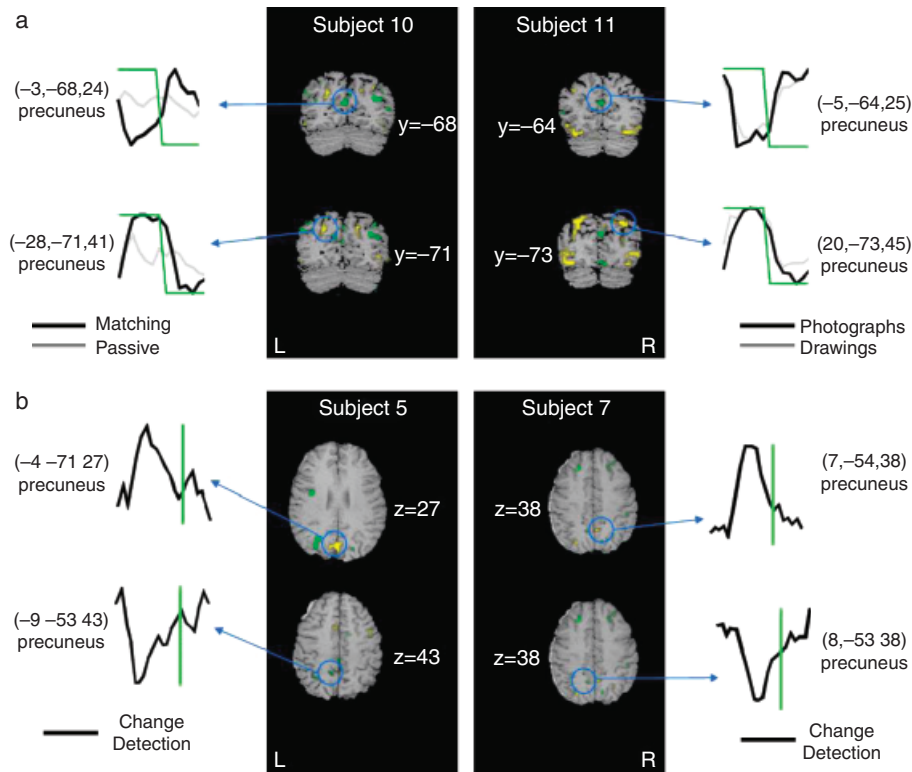 a
Subject 10
Subject 11
(–3,–68,24)
precuneus
y=–68
y=–64
(–5,–64,25)
precuneus
(–28,–71,41)
precuneus
y=–71
y=–73
(20,–73,45)
precuneus
Matching
Passive
L
R
Photographs
Drawings
b
Subject 5
Subject 7
(–4 –71 27)
precuneus
z=27
z=38
(7,–54,38)
precuneus
(–9 –53 43)
precuneus
z=43
z=38
(8,–53 38)
precuneus
Change
Detection
L
R
Change
Detection